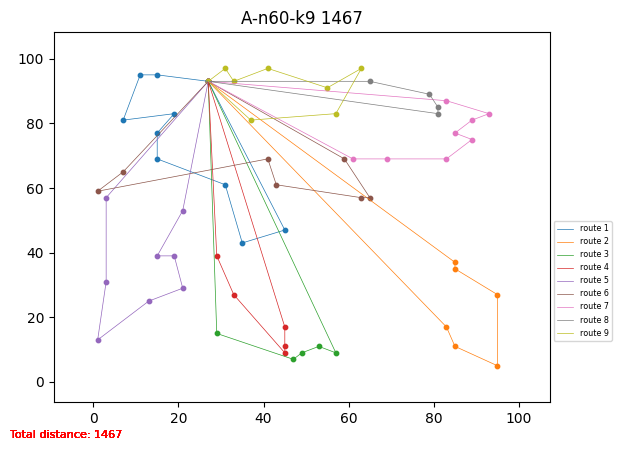 A-n60-k9 1467
100
80
60
40
20
0
0 20 40 60 80 100
route 1
route 2
route 3
route 4
route 5
route 6
route 7
route 8
route 9
Total distance: 1467